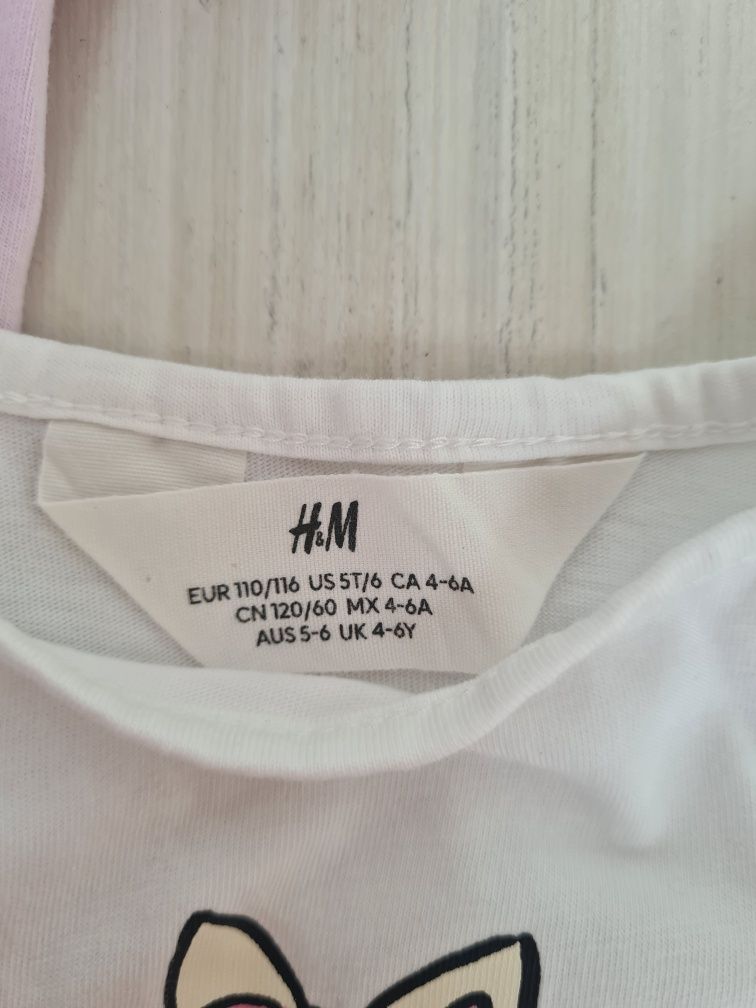 H&M
EUR 110/116 US 5T/6 CA 4-6A
CN 120/60 MX 4-6A
AUS 5-6 UK 4-6Y